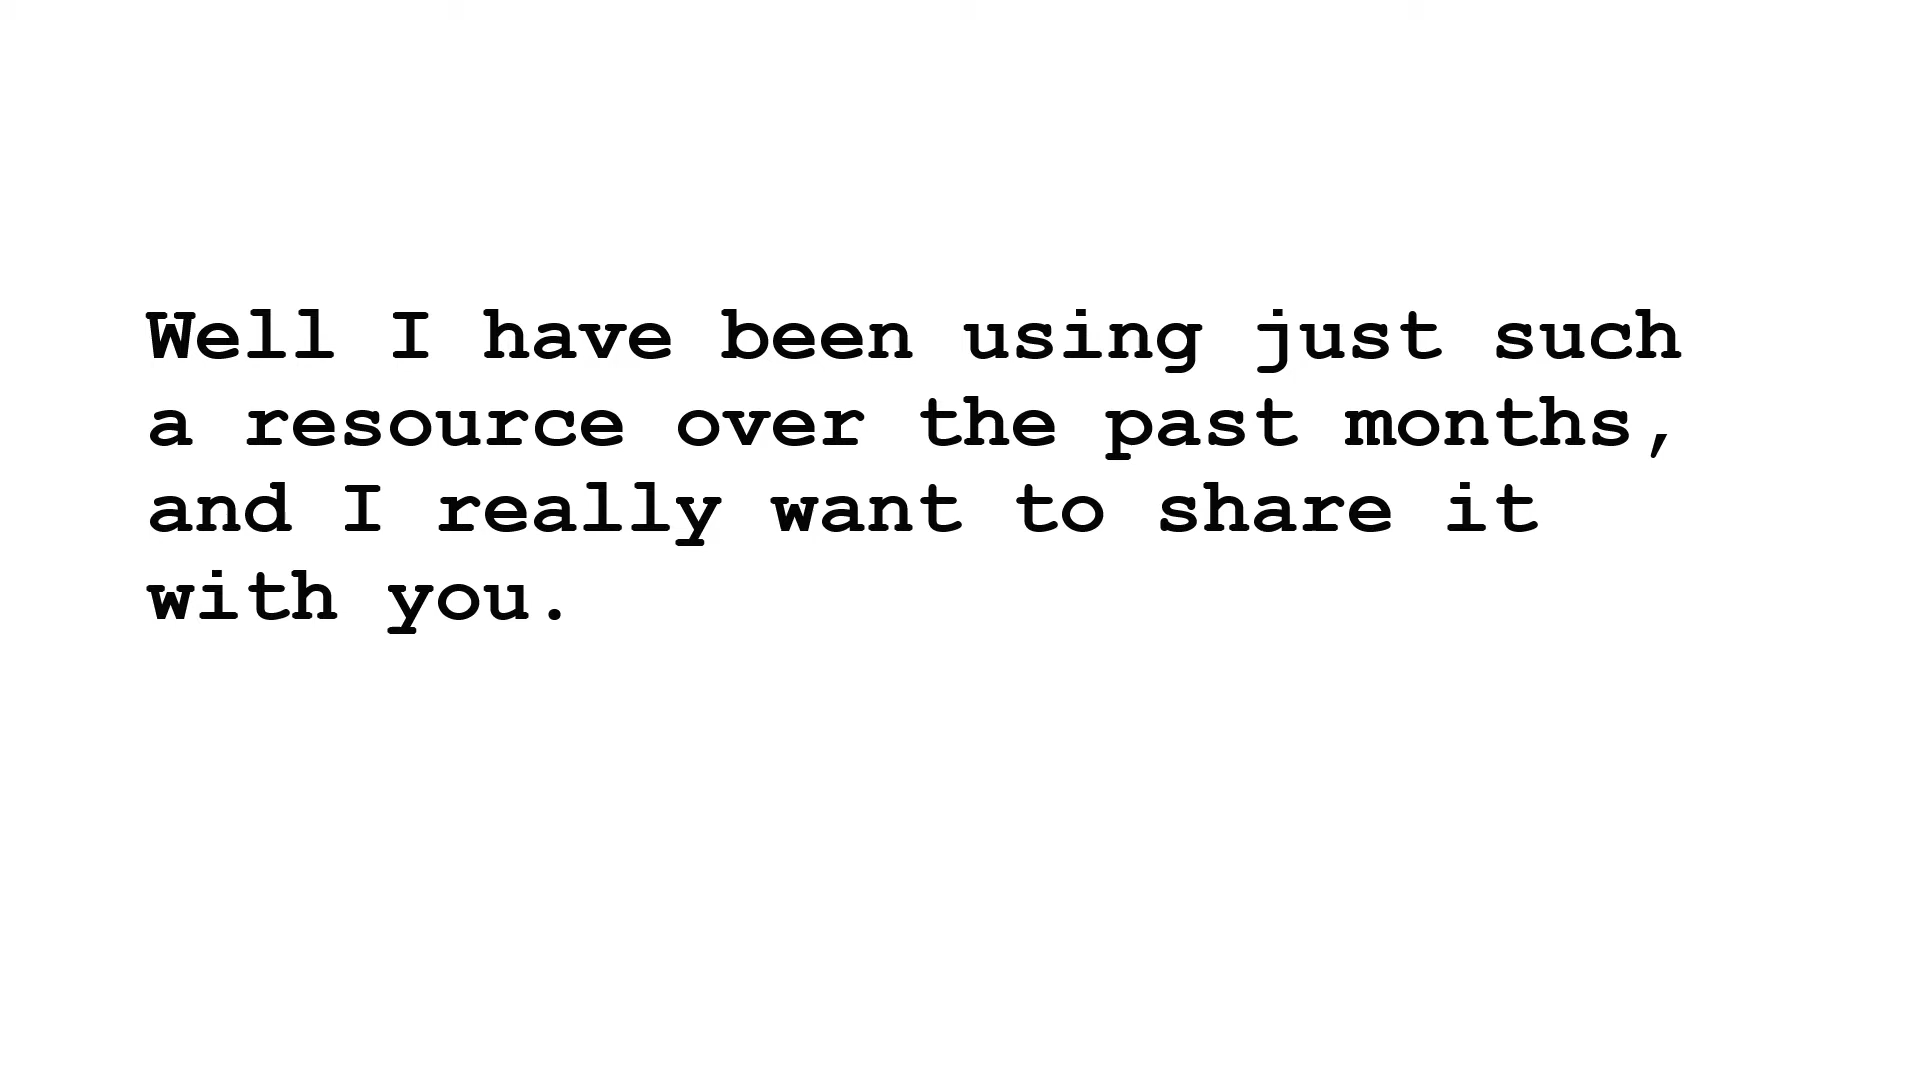 Well I have been using just such
a resource over the past months,
and I really want to share it
with you.